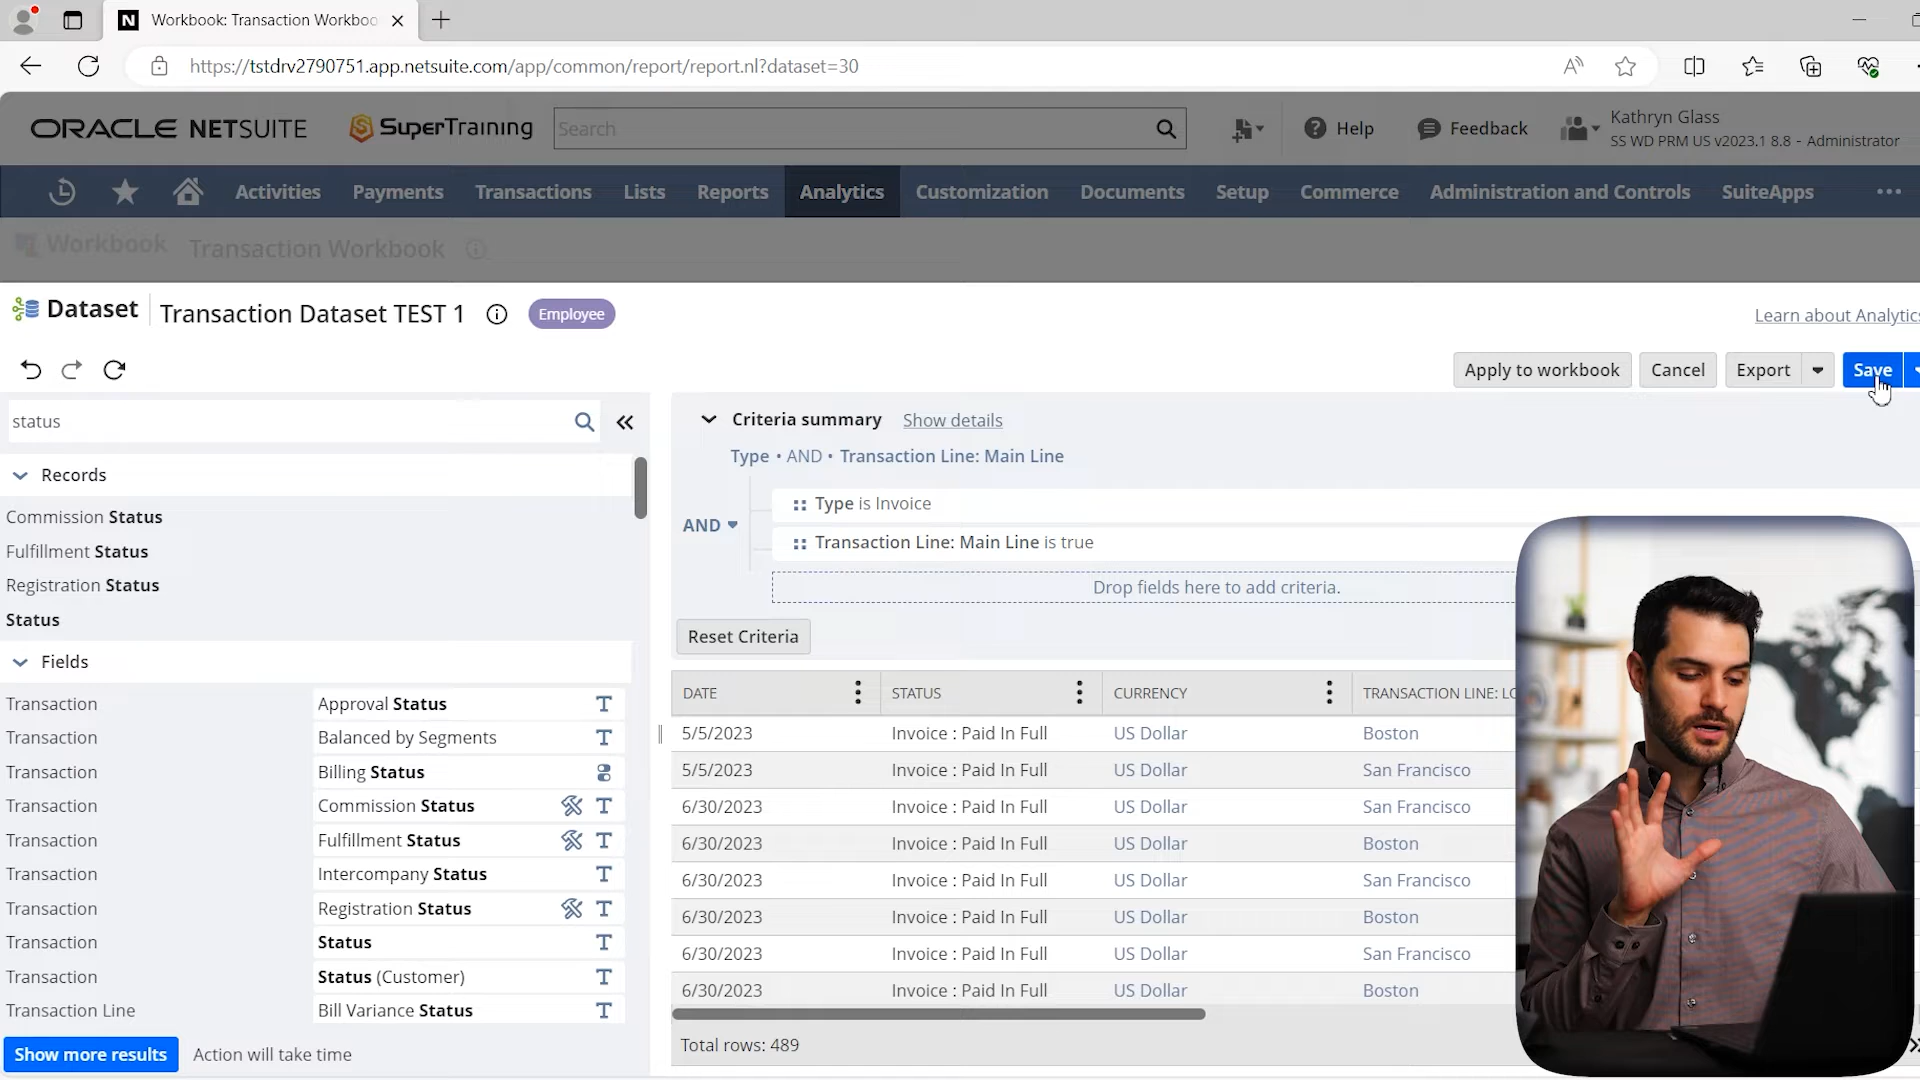 Workbook: Transaction Workboo
https://tstdrv2790751.app.netsuite.com/app/common/report/report.nl?dataset=30
ORACLE NETSUITE
SuperTraining
Search
Help
Feedback
Kathryn Glass
SS WD PRM US v2023.1 8.8 - Administrator
Activities Payments Transactions Lists Reports Analytics Customization Documents Setup Commerce Administration and Controls SuiteApps
Workbook Transaction Workbook
Dataset Transaction Dataset TEST 1 Employee
Learn about Analytics
Apply to workbook Cancel Export Save
status
Criteria summary Show details
Type • AND • Transaction Line: Main Line
AND
Type is Invoice
Transaction Line: Main Line is true
Drop fields here to add criteria.
Reset Criteria
Records
Commission Status
Fulfillment Status
Registration Status
Status
Fields
Transaction Approval Status
Transaction Balanced by Segments
Transaction Billing Status
Transaction Commission Status
Transaction Fulfillment Status
Transaction Intercompany Status
Transaction Registration Status
Transaction Status
Transaction Status (Customer)
Transaction Line Bill Variance Status
Show more results Action will take time
DATE STATUS CURRENCY TRANSACTION LINE: LO
5/5/2023 Invoice : Paid In Full US Dollar Boston
5/5/2023 Invoice : Paid In Full US Dollar San Francisco
6/30/2023 Invoice : Paid In Full US Dollar San Francisco
6/30/2023 Invoice : Paid In Full US Dollar Boston
6/30/2023 Invoice : Paid In Full US Dollar San Francisco
6/30/2023 Invoice : Paid In Full US Dollar Boston
6/30/2023 Invoice : Paid In Full US Dollar San Francisco
6/30/2023 Invoice : Paid In Full US Dollar Boston
Total rows: 489